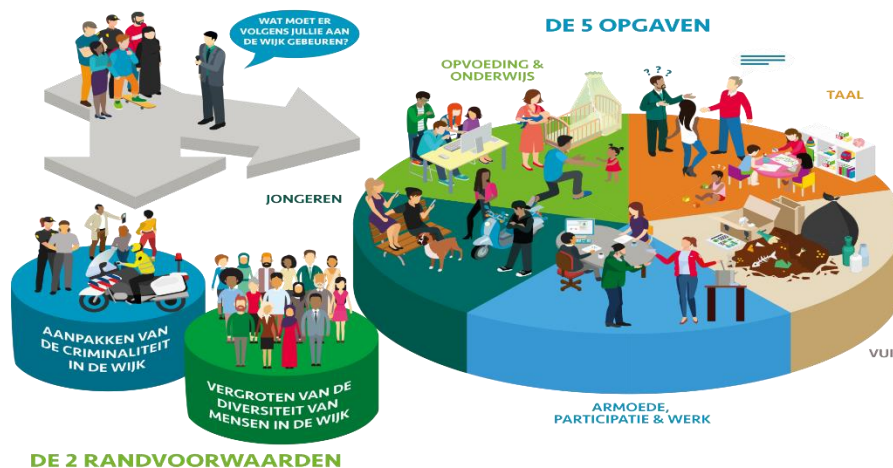 WAT MOET ER
VOLGENS JULLIE AAN
DE WIJK GEBEUREN?
DE 5 OPGAVEN
OPVOEDING &
ONDERWIJS
? ? ?
TAAL
JONGEREN
AANPAKKEN VAN
DE CRIMINALITEIT
IN DE WIJK
VERGROTEN VAN DE
DIVERSITEIT VAN
MENSEN IN DE WIJK
VUI
ARMOEDE,
PARTICIPATIE & WERK
DE 2 RANDVOORWAARDEN